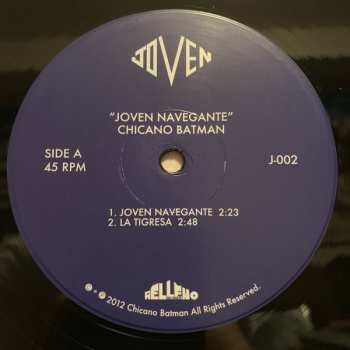 JOVEN
"JOVEN NAVEGANTE"
CHICANO BATMAN
SIDE A
45 RPM
J-002
1. JOVEN NAVEGANTE 2:23
2. LA TIGRESA 2:48
RELLENO
© ℗ 2012 Chicano Batman All Rights Reserved.